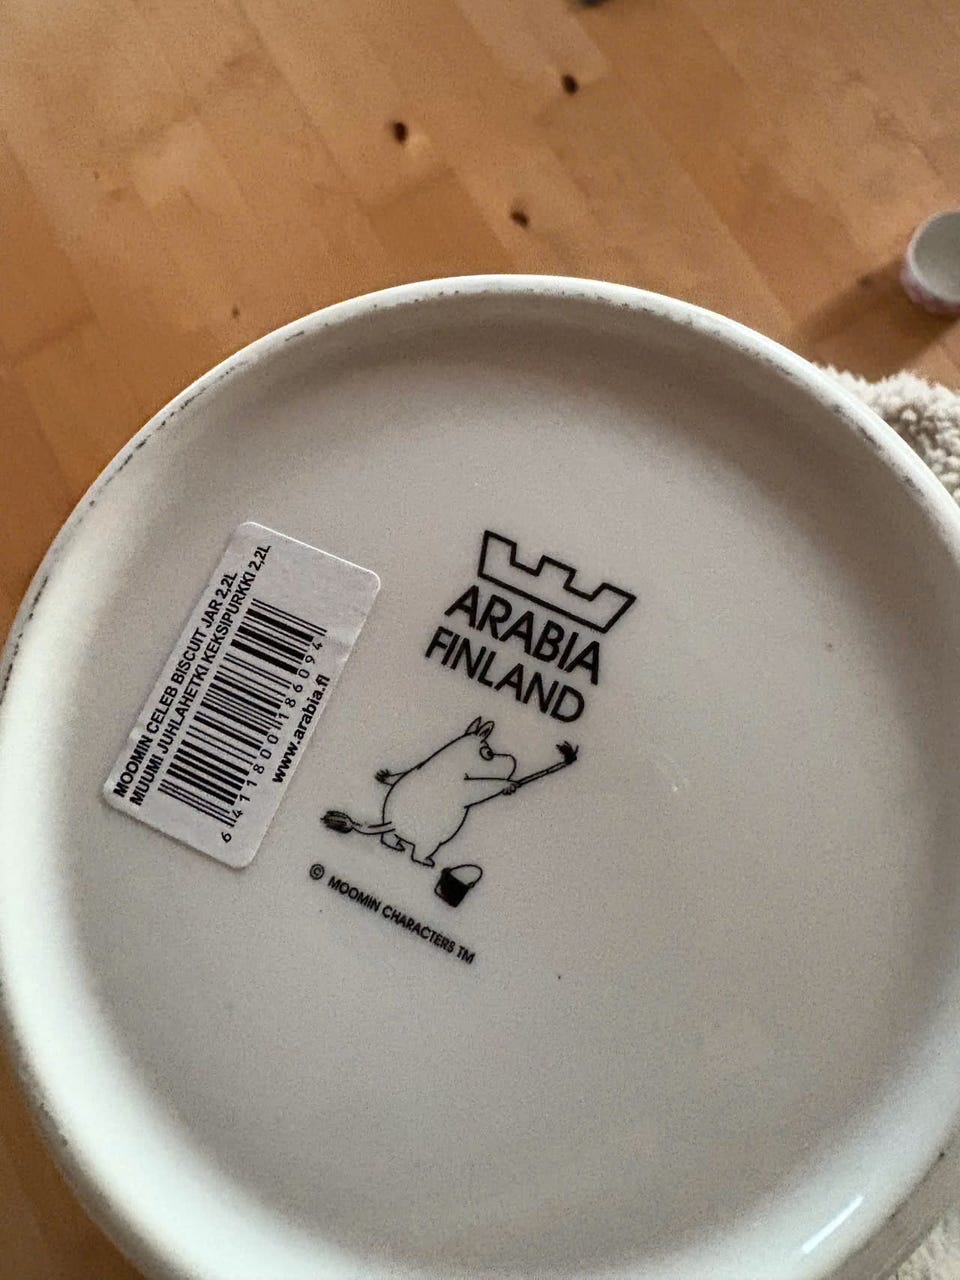 MOOMIN CELEB BISCUIT JAR 2,2L
MUUMI JUHLAHETKI KEKSIPURKKI 2,2L
6 411800 186094
www.arabia.fi
ARABIA
FINLAND
© MOOMIN CHARACTERS TM